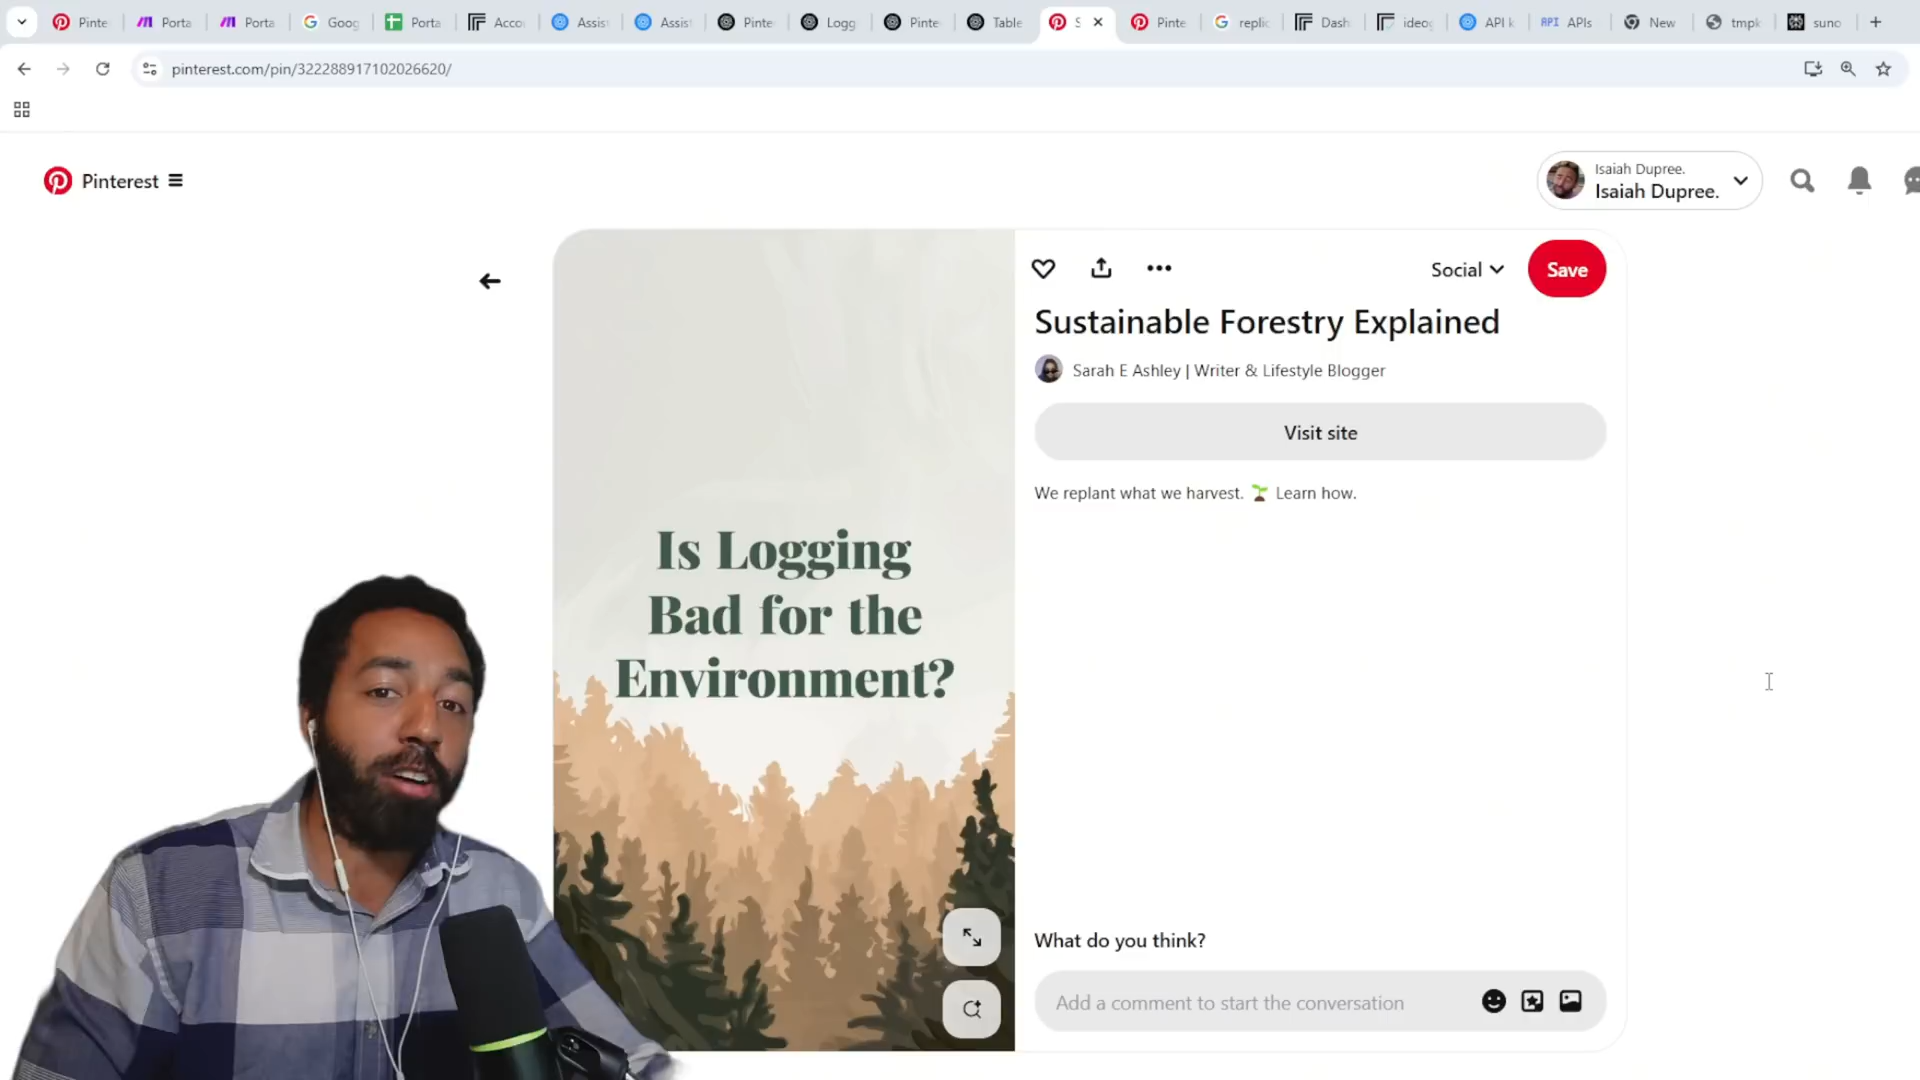 Pinte
Porta
Porta
Goog
Porta
Accou
Assis
Assis
Pinte
Logg
Pinte
Table
S
Pinte
replic
Dash
ideog
API k
API APIs
New
tmpk
suno
pinterest.com/pin/322288917102026620/
Pinterest
Isaiah Dupree.
Isaiah Dupree.
Social
Save
Sustainable Forestry Explained
Sarah E Ashley | Writer & Lifestyle Blogger
Visit site
We replant what we harvest. 🌱 Learn how.
Is Logging
Bad for the
Environment?
What do you think?
Add a comment to start the conversation